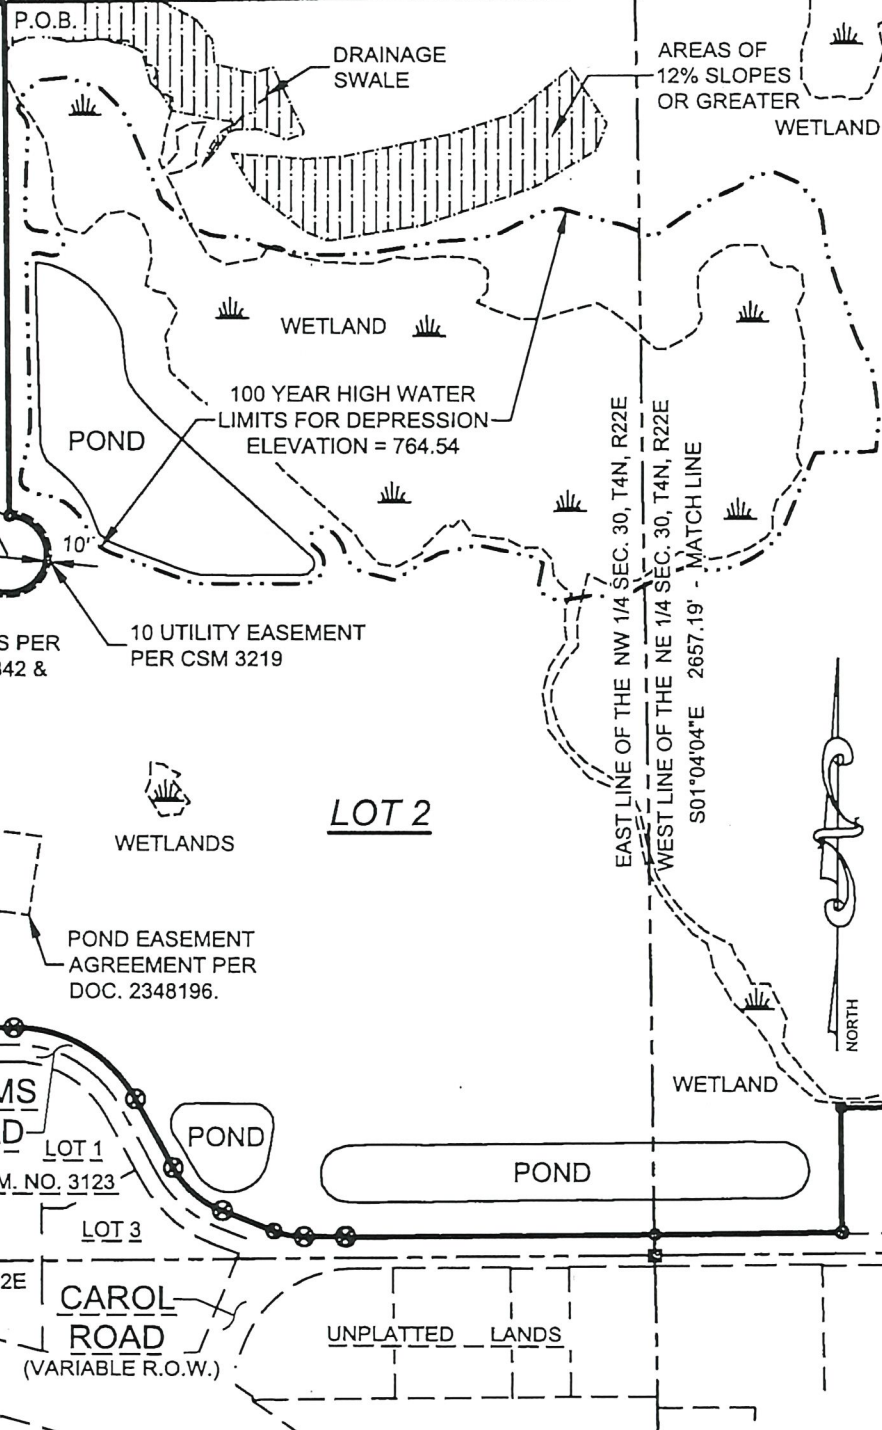 P.O.B.
DRAINAGE
SWALE
AREAS OF
12% SLOPES
OR GREATER
WETLAND
WETLAND
100 YEAR HIGH WATER
LIMITS FOR DEPRESSION
ELEVATION = 764.54
POND
10'
10 UTILITY EASEMENT
PER CSM 3219
S PER
342 &
EAST LINE OF THE NW 1/4 SEC. 30, T4N, R22E
WEST LINE OF THE NE 1/4 SEC. 30, T4N, R22E
S01°04'04"E 2657.19' - MATCH LINE
WETLANDS
LOT 2
NORTH
POND EASEMENT
AGREEMENT PER
DOC. 2348196.
WETLAND
MS
D
LOT 1
M. NO. 3123
LOT 3
POND
POND
2E
CAROL
ROAD
(VARIABLE R.O.W.)
UNPLATTED LANDS